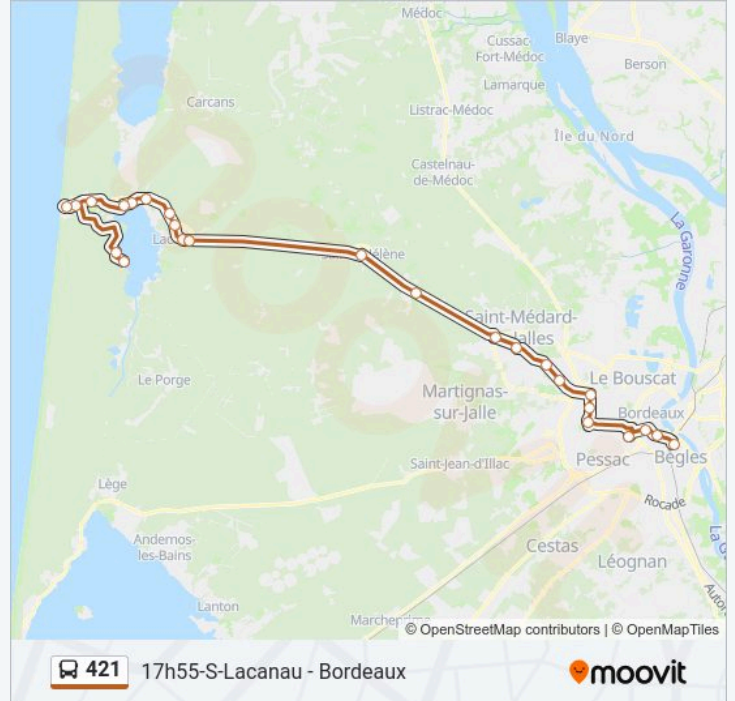 Médoc
Cussac-
Fort-Médoc
Blaye
Berson
Lamarque
Carcans
Listrac-Médoc
Île du Nord
Castelnau-
de-Médoc
La Garonne
Saint-Médard-
Le Porge
Le Bouscat
Martignas-
sur-Jalle
Bordeaux
Saint-Jean-d'Illac
Pessac
Bègles
Lège
Rocade
Andernos-
les-Bains
Cestas
Léognan
Lanton
© OpenStreetMap contributors | © OpenMapTiles
421 17h55-S-Lacanau - Bordeaux
moovit